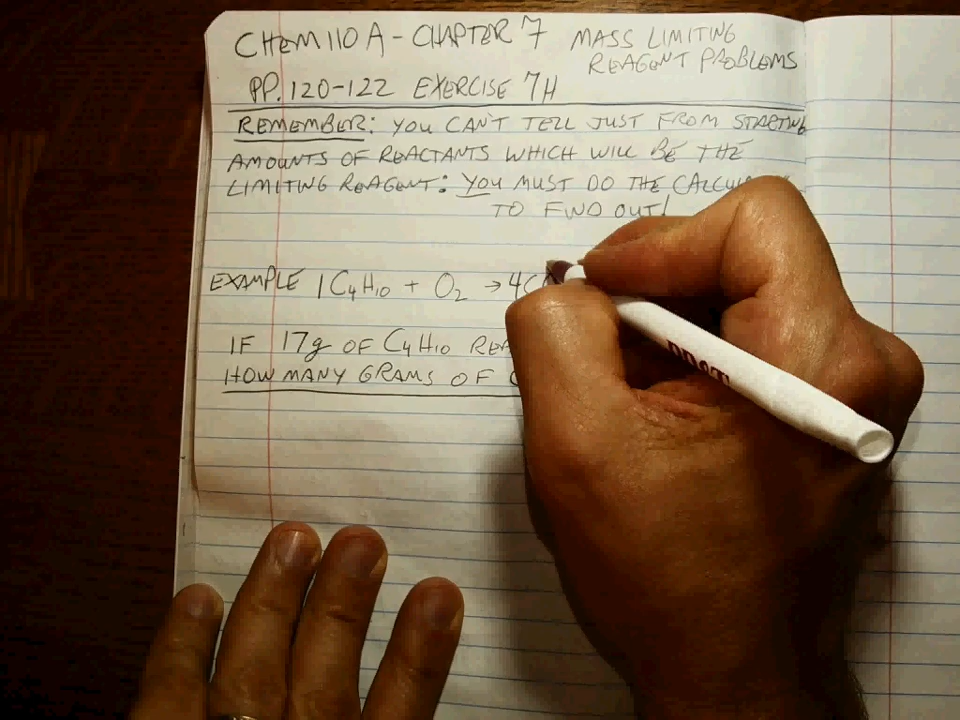 CHEM 110 A - CHAPTER 7 MASS LIMITING
REAGENT PROBLEMS
PP. 120-122 EXERCISE 7H
REMEMBER: YOU CAN'T TELL JUST FROM STARTING
AMOUNTS OF REACTANTS WHICH WILL BE THE
LIMITING REAGENT: YOU MUST DO THE
TO FIND OUT!
EXAMPLE 1C4H10 + O2 → 4C
IF 17g OF C4H10
HOW MANY GRAMS OF